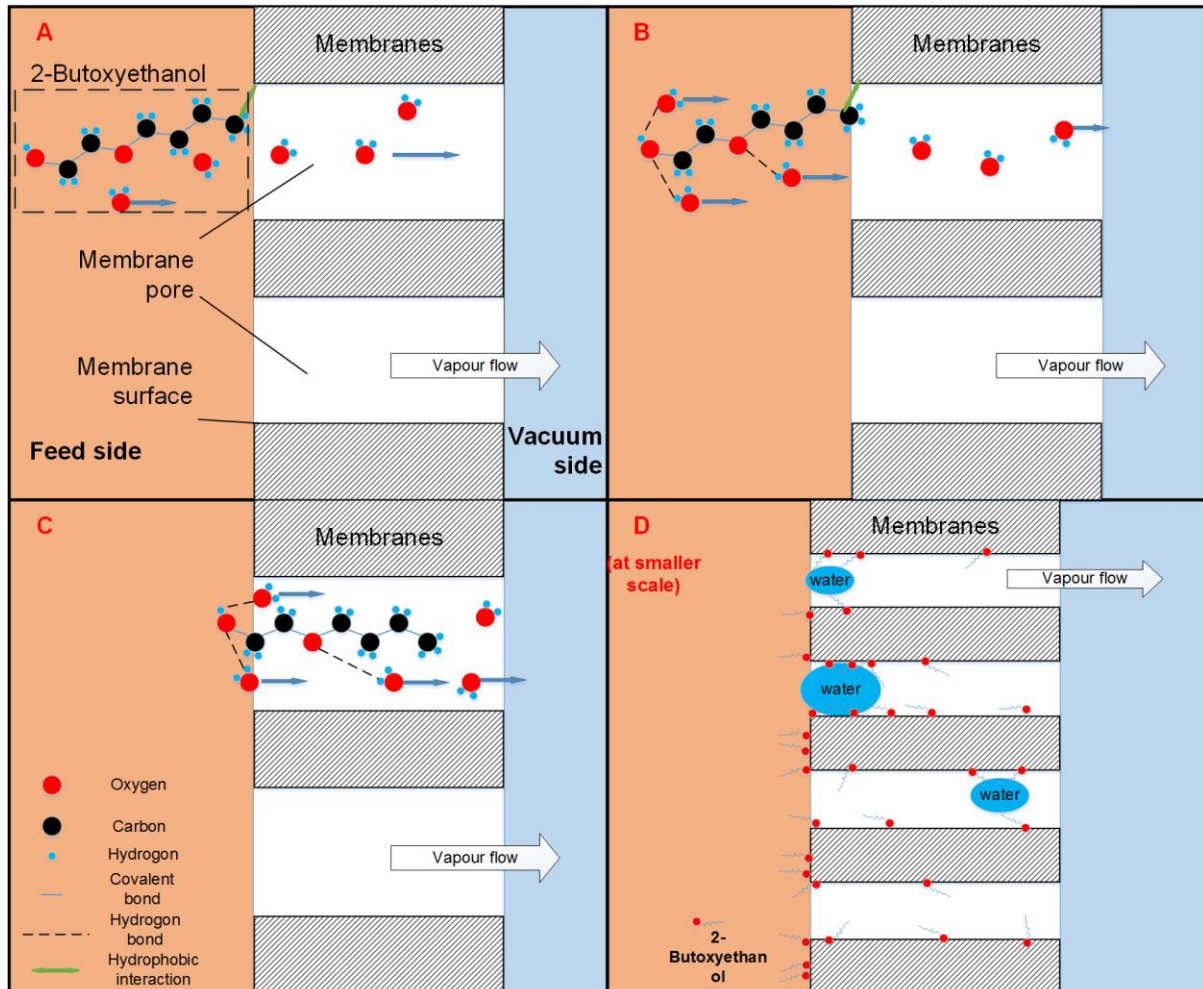 A
Membranes
2-Butoxyethanol
Membrane
pore
Membrane
surface
Vapour flow
Feed side
Vacuum
side
B
Membranes
Vapour flow
C
Membranes
Oxygen
Carbon
Hydrogen
Covalent
bond
Hydrogen
bond
Hydrophobic
interaction
Vapour flow
D
Membranes
(at smaller
scale)
water
Vapour flow
water
water
2-
Butoxyethan
ol